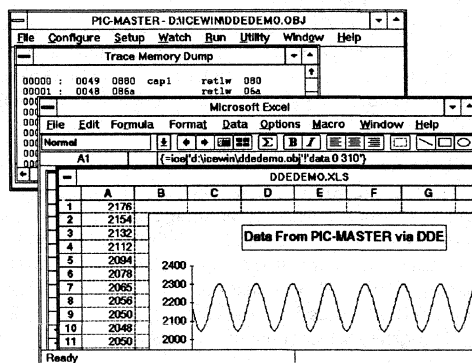 PIC-MASTER - D:\ICEWIN\DDEDEMO.OBJ
File Configure Setup Watch Run Utility Window Help
Trace Memory Dump
00000 : 0049 0880 cap1 retlw 080
00001 : 0048 086a retlw 06a
Microsoft Excel
File Edit Formula Format Data Options Macro Window Help
Normal Σ B I
A1 {=ice|'d:\icewin\ddedemo.obj'!'data 0 310'}
DDEDEMO.XLS
A B C D E F G
1 2176
2 2154
3 2132
4 2112
5 2094
6 2078
7 2065
8 2056
9 2050
10 2048
11 2050
Data From PIC-MASTER via DDE
2400
2300
2200
2100
2000
Ready